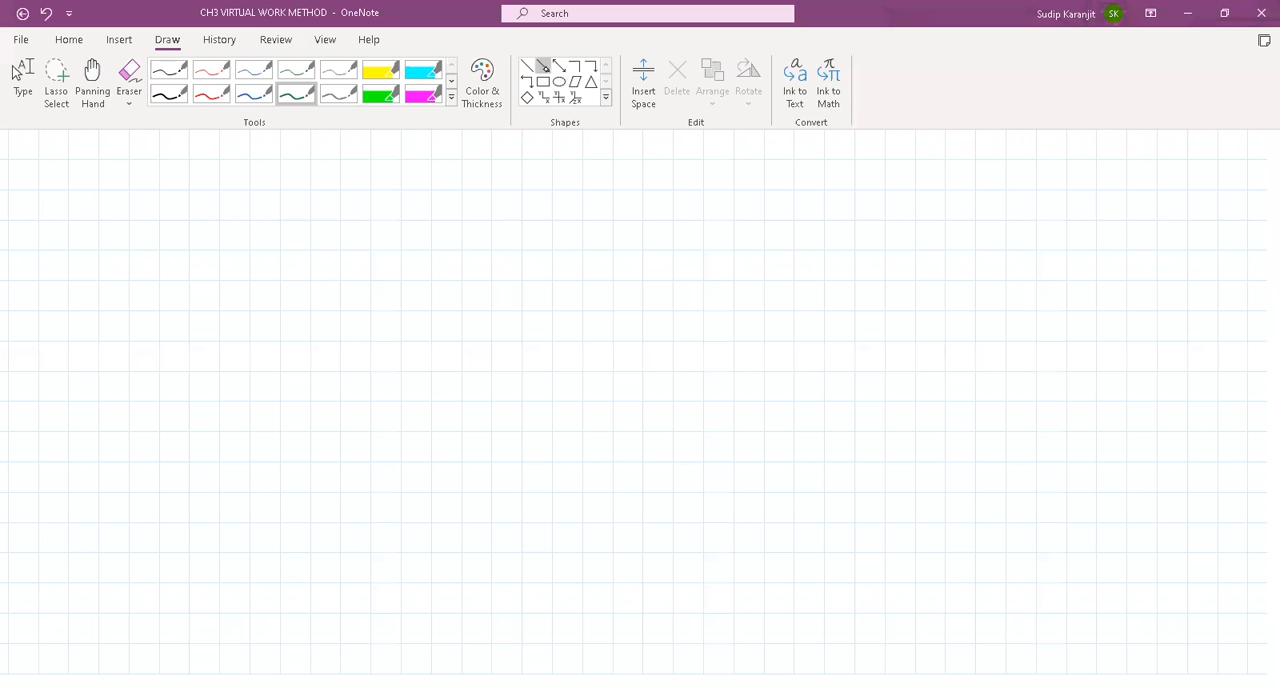 CH3 VIRTUAL WORK METHOD - OneNote
Search
Sudip Karanjit SK
File Home Insert Draw History Review View Help
Type
Lasso Select
Panning Hand
Eraser
Color & Thickness
Insert Space
Delete
Arrange
Rotate
Ink to Text
Ink to Math
Tools
Shapes
Edit
Convert